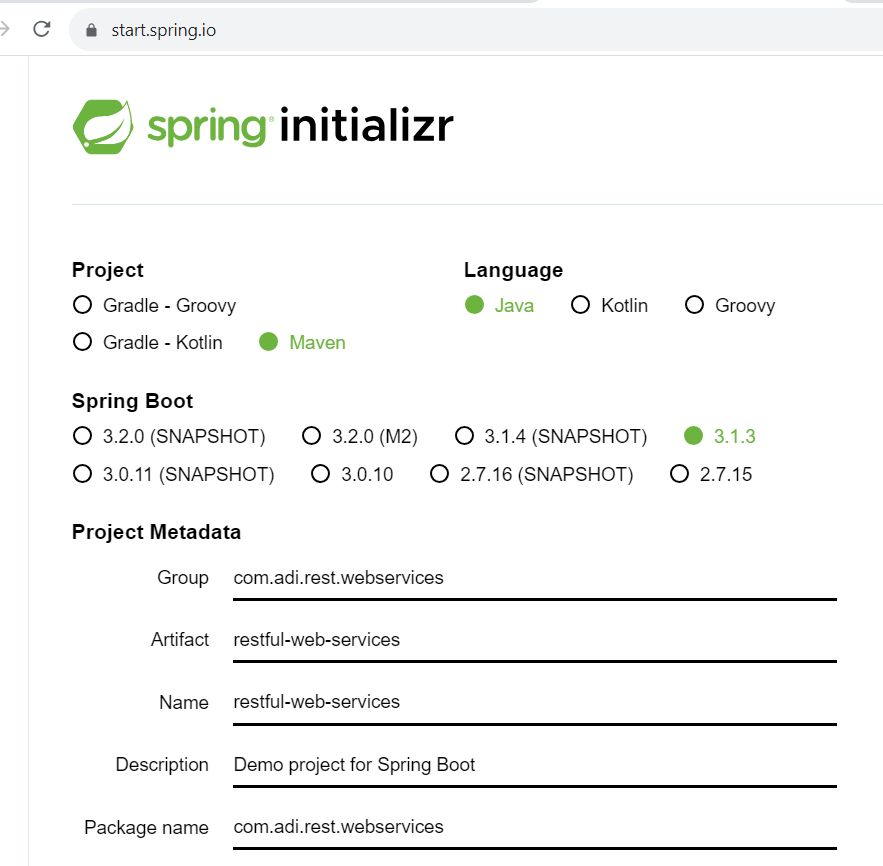 start.spring.io
spring® initializr
Project
Language
Gradle - Groovy
Java Kotlin Groovy
Gradle - Kotlin Maven
Spring Boot
3.2.0 (SNAPSHOT) 3.2.0 (M2) 3.1.4 (SNAPSHOT) 3.1.3
3.0.11 (SNAPSHOT) 3.0.10 2.7.16 (SNAPSHOT) 2.7.15
Project Metadata
Group com.adi.rest.webservices
Artifact restful-web-services
Name restful-web-services
Description Demo project for Spring Boot
Package name com.adi.rest.webservices